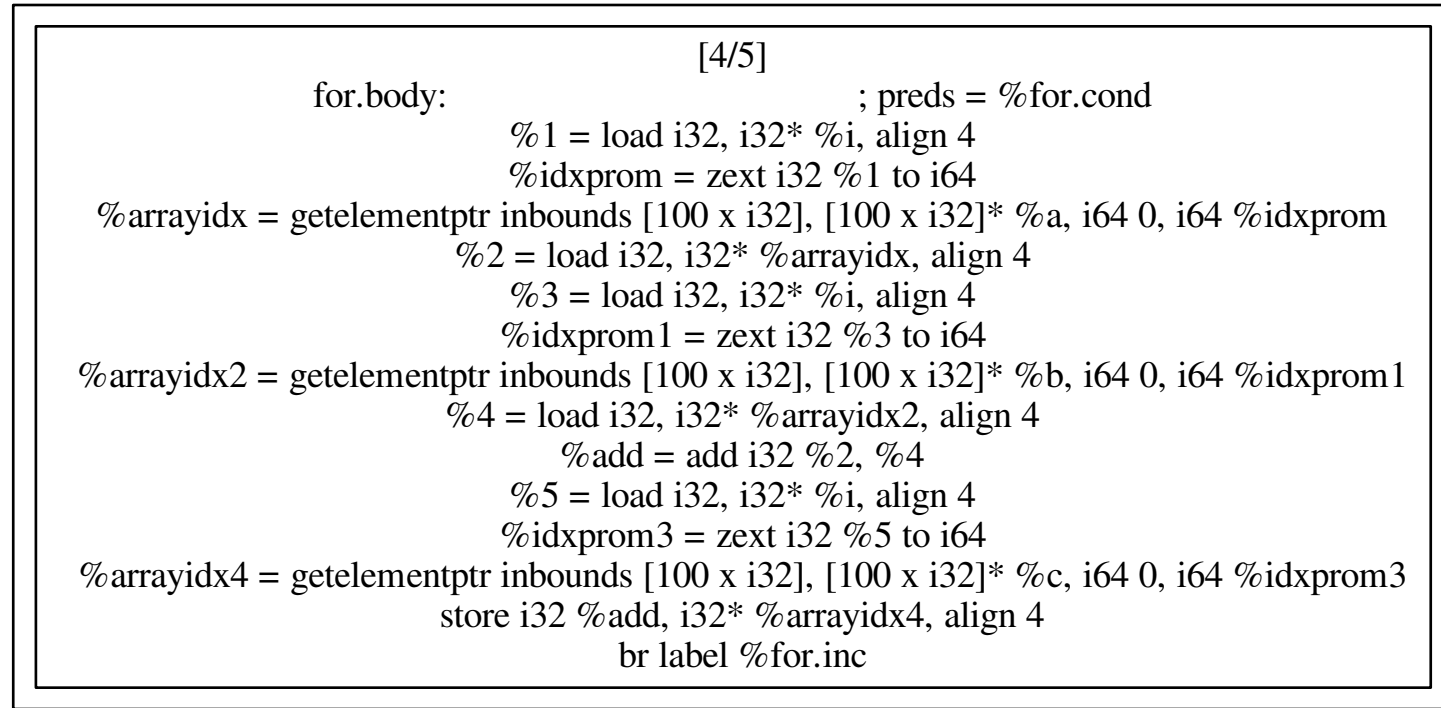 [4/5]
for.body: ; preds = %for.cond
%1 = load i32, i32* %i, align 4
%idxprom = zext i32 %1 to i64
%arrayidx = getelementptr inbounds [100 x i32], [100 x i32]* %a, i64 0, i64 %idxprom
%2 = load i32, i32* %arrayidx, align 4
%3 = load i32, i32* %i, align 4
%idxprom1 = zext i32 %3 to i64
%arrayidx2 = getelementptr inbounds [100 x i32], [100 x i32]* %b, i64 0, i64 %idxprom1
%4 = load i32, i32* %arrayidx2, align 4
%add = add i32 %2, %4
%5 = load i32, i32* %i, align 4
%idxprom3 = zext i32 %5 to i64
%arrayidx4 = getelementptr inbounds [100 x i32], [100 x i32]* %c, i64 0, i64 %idxprom3
store i32 %add, i32* %arrayidx4, align 4
br label %for.inc